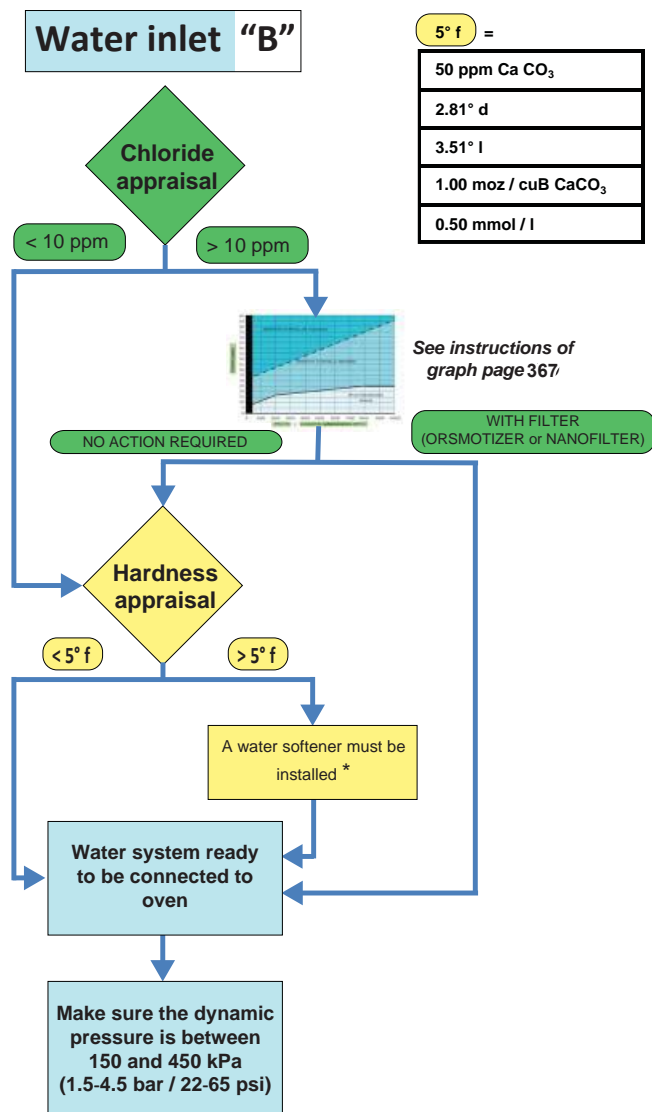 Water inlet "B"
5° f =
50 ppm Ca CO₃
2.81° d
3.51° l
1.00 moz / cuB CaCO₃
0.50 mmol / l
Chloride
appraisal
< 10 ppm
> 10 ppm
See instructions of
graph page 367
NO ACTION REQUIRED
WITH FILTER
(ORSMOTIZER or NANOFILTER)
Hardness
appraisal
< 5° f
> 5° f
A water softener must be
installed *
Water system ready
to be connected to
oven
Make sure the dynamic
pressure is between
150 and 450 kPa
(1.5-4.5 bar / 22-65 psi)